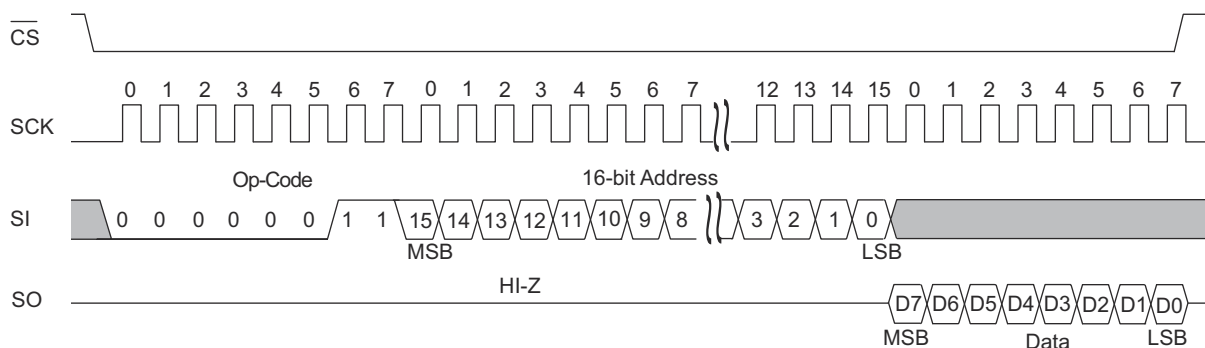 CS
0 1 2 3 4 5 6 7 0 1 2 3 4 5 6 7 12 13 14 15 0 1 2 3 4 5 6 7
SCK
Op-Code 16-bit Address
SI 0 0 0 0 0 0 1 1 15 14 13 12 11 10 9 8 3 2 1 0
MSB LSB
HI-Z
SO D7 D6 D5 D4 D3 D2 D1 D0
MSB Data LSB